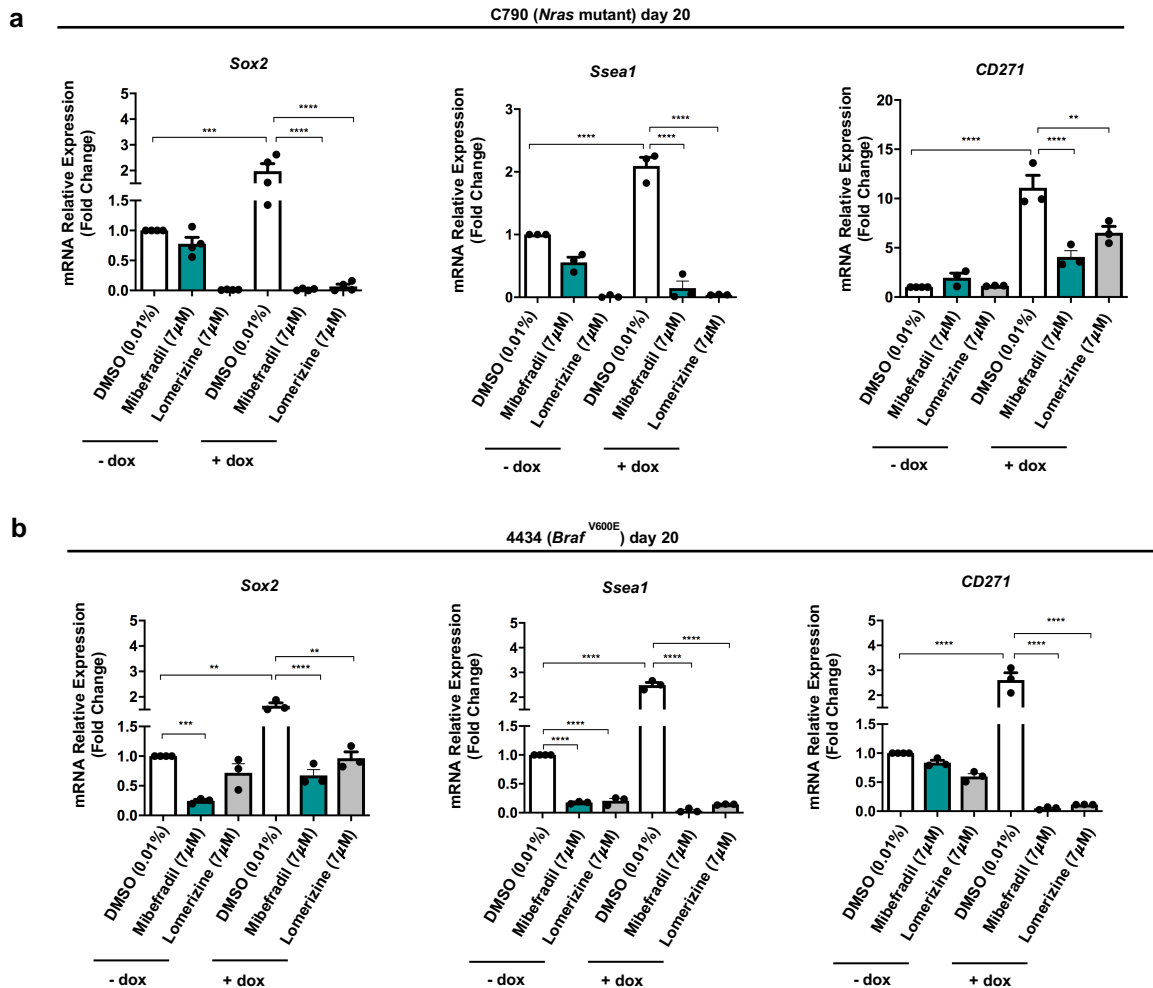 a
C790 (Nras mutant) day 20
Sox2
mRNA Relative Expression
(Fold Change)
5
4
3
2
1.5
1.0
0.5
0.0
***
****
****
DMSO (0.01%)
Mibefradil (7µM)
Lomerizine (7µM)
DMSO (0.01%)
Mibefradil (7µM)
Lomerizine (7µM)
- dox
+ dox
Ssea1
mRNA Relative Expression
(Fold Change)
3
2
1
0
****
****
****
DMSO (0.01%)
Mibefradil (7µM)
Lomerizine (7µM)
DMSO (0.01%)
Mibefradil (7µM)
Lomerizine (7µM)
- dox
+ dox
CD271
mRNA Relative Expression
(Fold Change)
20
15
10
5
0
****
**
****
DMSO (0.01%)
Mibefradil (7µM)
Lomerizine (7µM)
DMSO (0.01%)
Mibefradil (7µM)
Lomerizine (7µM)
- dox
+ dox
b
4434 (Braf V600E) day 20
Sox2
mRNA Relative Expression
(Fold Change)
5
4
3
2
1.5
1.0
0.5
0.0
***
**
**
****
DMSO (0.01%)
Mibefradil (7µM)
Lomerizine (7µM)
DMSO (0.01%)
Mibefradil (7µM)
Lomerizine (7µM)
- dox
+ dox
Ssea1
mRNA Relative Expression
(Fold Change)
5
4
3
2
1.5
1.0
0.5
0.0
****
****
****
****
****
DMSO (0.01%)
Mibefradil (7µM)
Lomerizine (7µM)
DMSO (0.01%)
Mibefradil (7µM)
Lomerizine (7µM)
- dox
+ dox
CD271
mRNA Relative Expression
(Fold Change)
5
4
3
2
1.5
1.0
0.5
0.0
****
****
****
DMSO (0.01%)
Mibefradil (7µM)
Lomerizine (7µM)
DMSO (0.01%)
Mibefradil (7µM)
Lomerizine (7µM)
- dox
+ dox